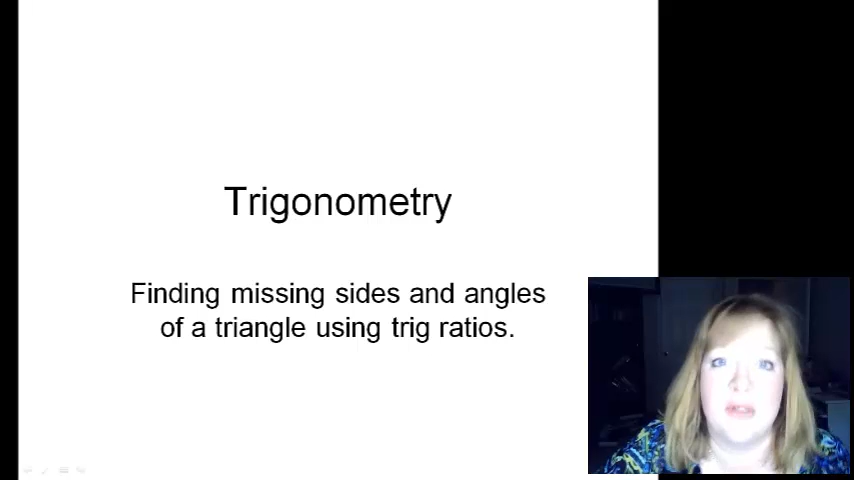 Trigonometry
Finding missing sides and angles
of a triangle using trig ratios.